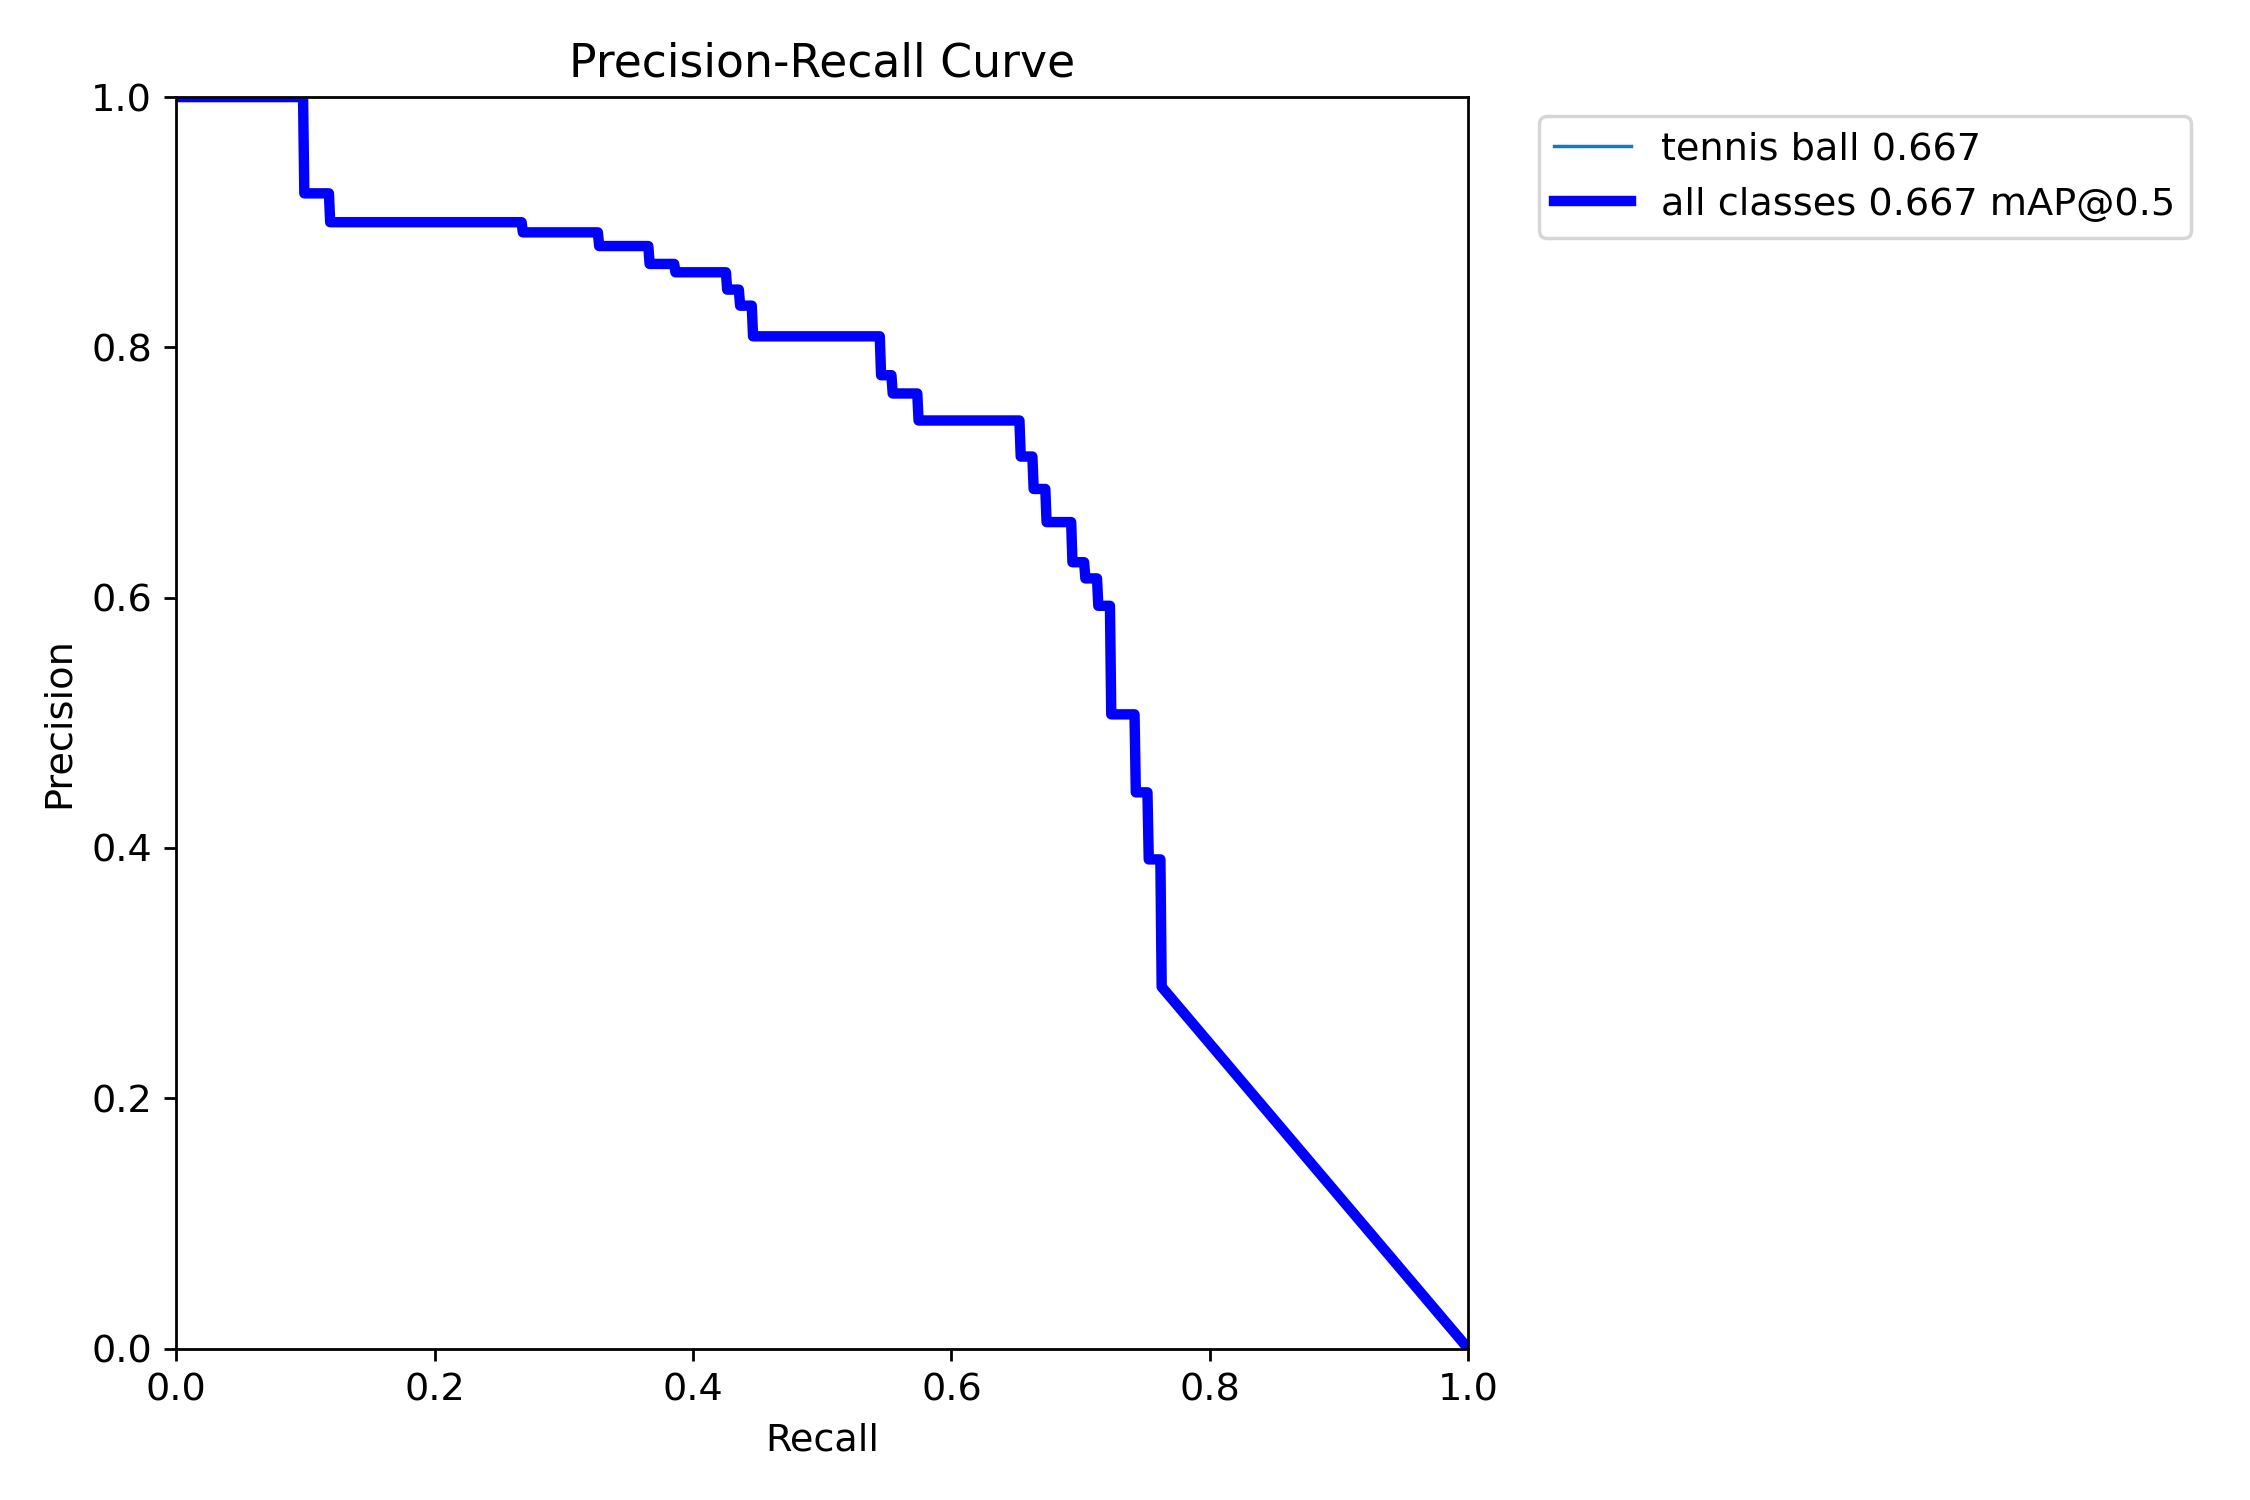 Precision-Recall Curve
1.0
0.8
0.6
0.4
0.2
0.0
Precision
0.0 0.2 0.4 0.6 0.8 1.0
Recall
tennis ball 0.667
all classes 0.667 mAP@0.5